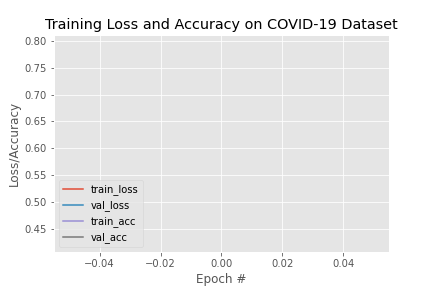 Training Loss and Accuracy on COVID-19 Dataset
0.80
0.75
0.70
0.65
0.60
0.55
0.50
0.45
Loss/Accuracy
train_loss
val_loss
train_acc
val_acc
−0.04 −0.02 0.00 0.02 0.04
Epoch #